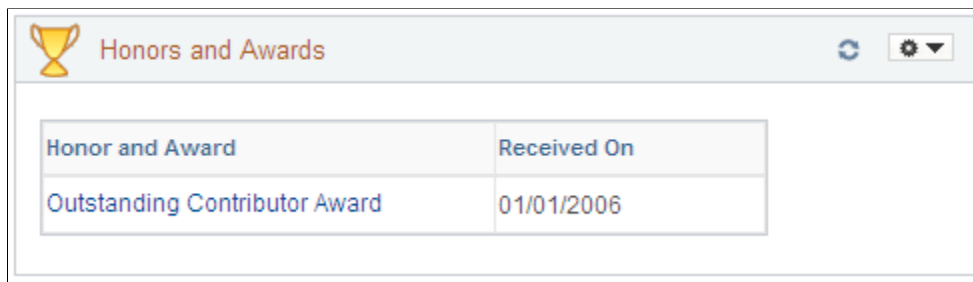 Honors and Awards
Honor and Award Received On
Outstanding Contributor Award 01/01/2006